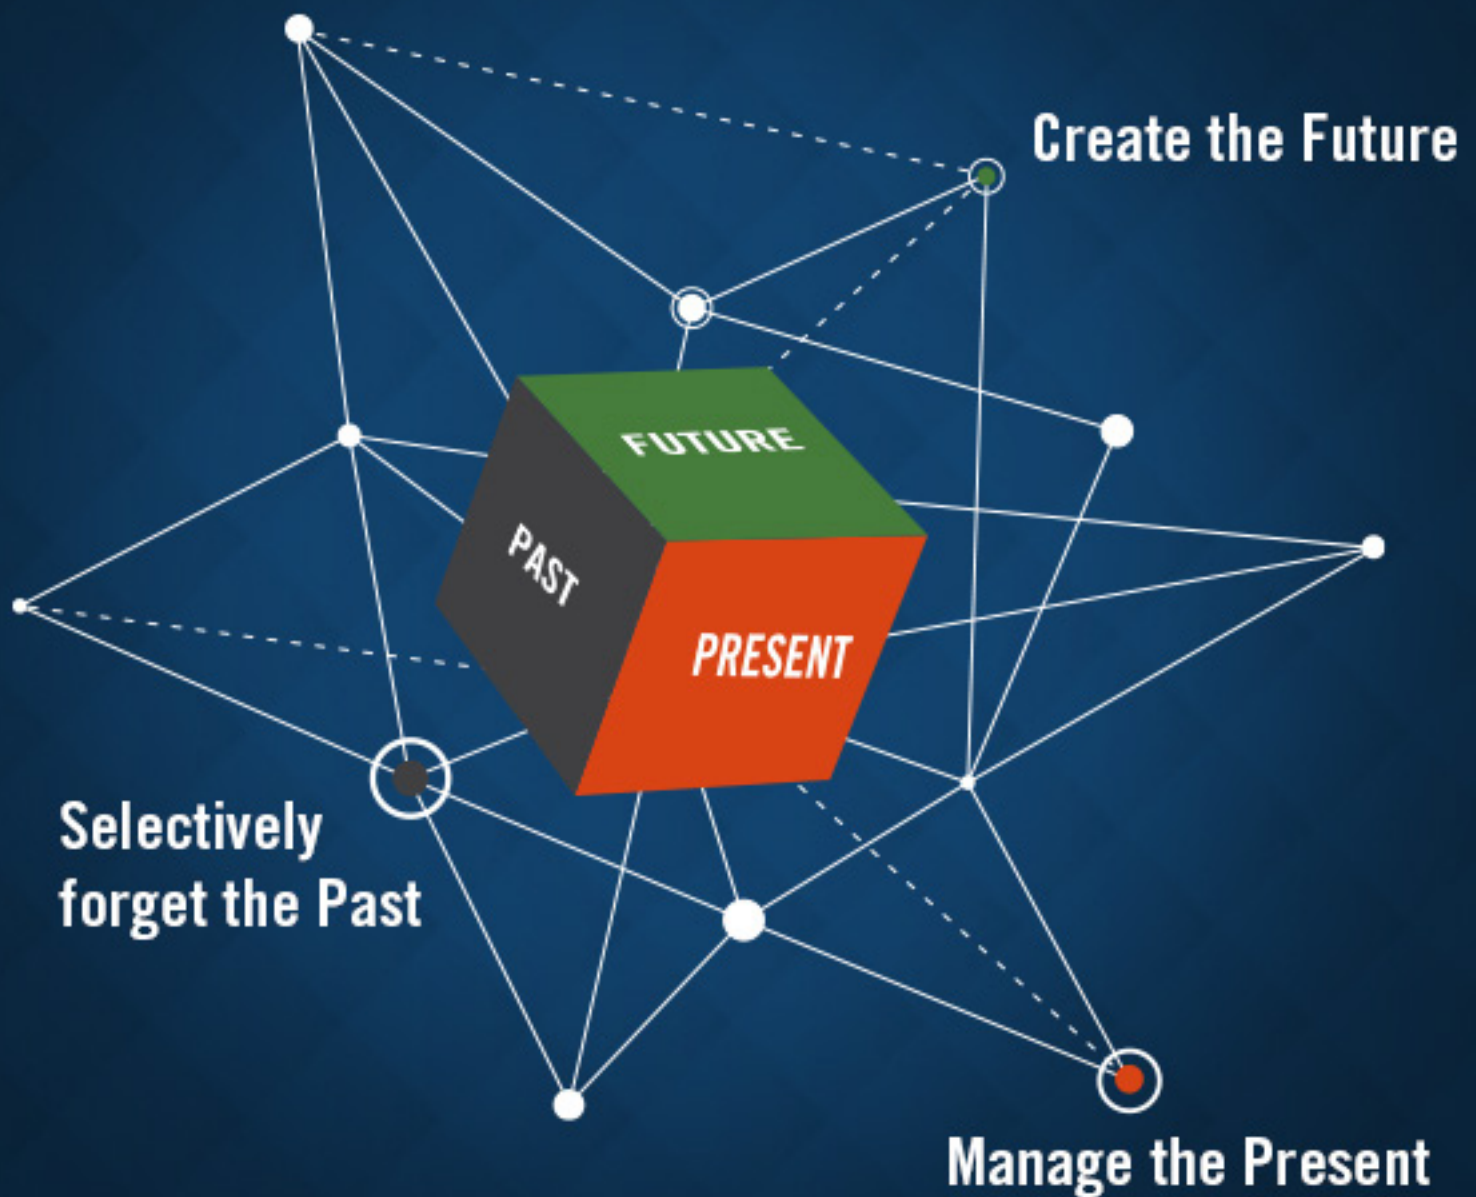 Create the Future
FUTURE
PAST
PRESENT
Selectively
forget the Past
Manage the Present